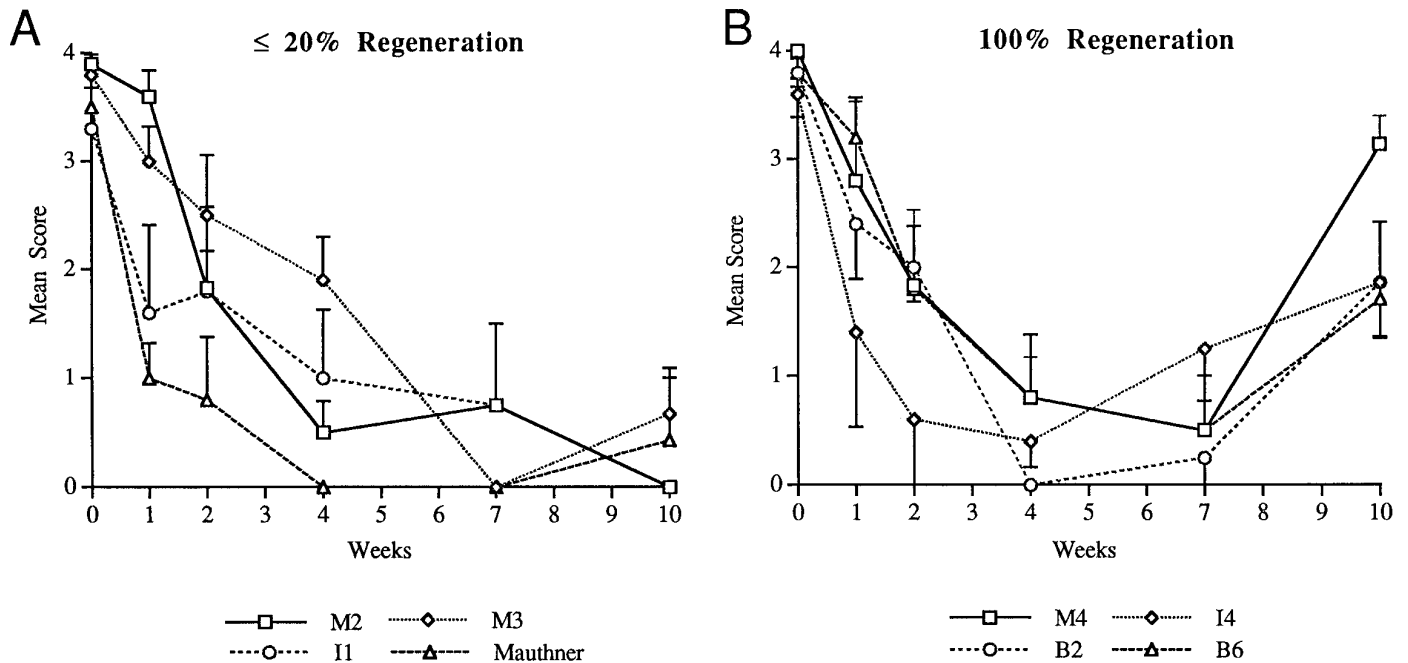 A
≤ 20% Regeneration
4
3
2
1
0
Mean Score
0 1 2 3 4 5 6 7 8 9 10
Weeks
M2 M3
I1 Mauthner
B
100% Regeneration
4
3
2
1
0
Mean Score
0 1 2 3 4 5 6 7 8 9 10
Weeks
M4 I4
B2 B6